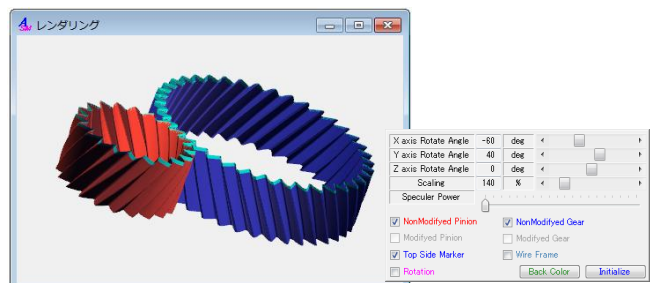 レンダリング
X axis Rotate Angle -60 deg
Y axis Rotate Angle 40 deg
Z axis Rotate Angle 0 deg
Scaling 140 %
Speculer Power
NonModifyed Pinion NonModifyed Gear
Modifyed Pinion Modifyed Gear
Top Side Marker Wire Frame
Rotation Back Color Initialize